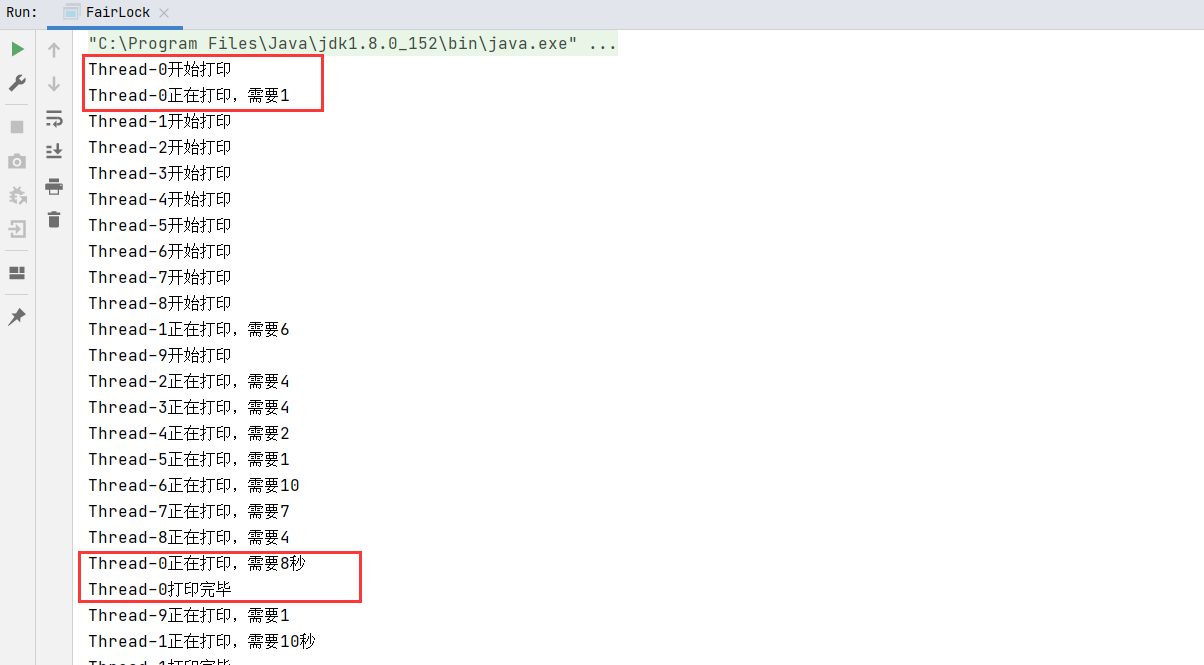 Run:
FairLock
"C:\Program Files\Java\jdk1.8.0_152\bin\java.exe" ...
Thread-0开始打印
Thread-0正在打印，需要1
Thread-1开始打印
Thread-2开始打印
Thread-3开始打印
Thread-4开始打印
Thread-5开始打印
Thread-6开始打印
Thread-7开始打印
Thread-8开始打印
Thread-1正在打印，需要6
Thread-9开始打印
Thread-2正在打印，需要4
Thread-3正在打印，需要4
Thread-4正在打印，需要2
Thread-5正在打印，需要1
Thread-6正在打印，需要10
Thread-7正在打印，需要7
Thread-8正在打印，需要4
Thread-0正在打印，需要8秒
Thread-0打印完毕
Thread-9正在打印，需要1
Thread-1正在打印，需要10秒
Thread-1打印完毕